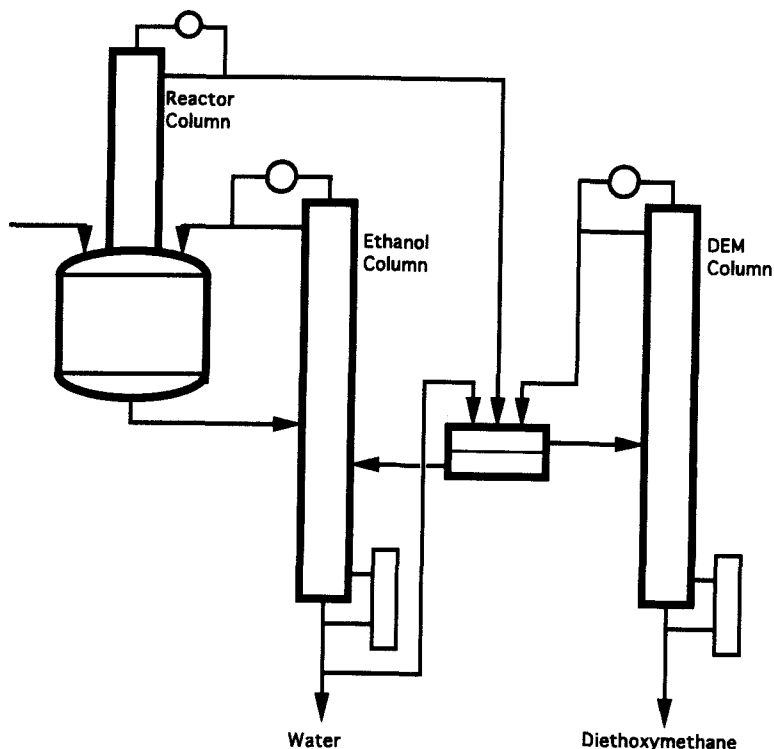 Reactor
Column
Ethanol
Column
DEM
Column
Water
Diethoxymethane